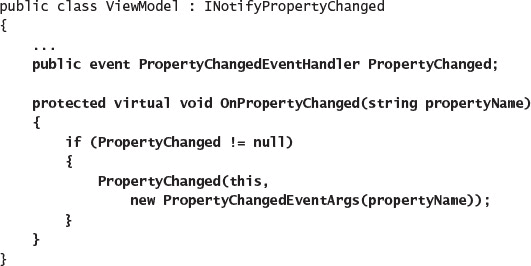 public class ViewModel : INotifyPropertyChanged
{
    ...
    public event PropertyChangedEventHandler PropertyChanged;

    protected virtual void OnPropertyChanged(string propertyName)
    {
        if (PropertyChanged != null)
        {
            PropertyChanged(this,
                new PropertyChangedEventArgs(propertyName));
        }
    }
}